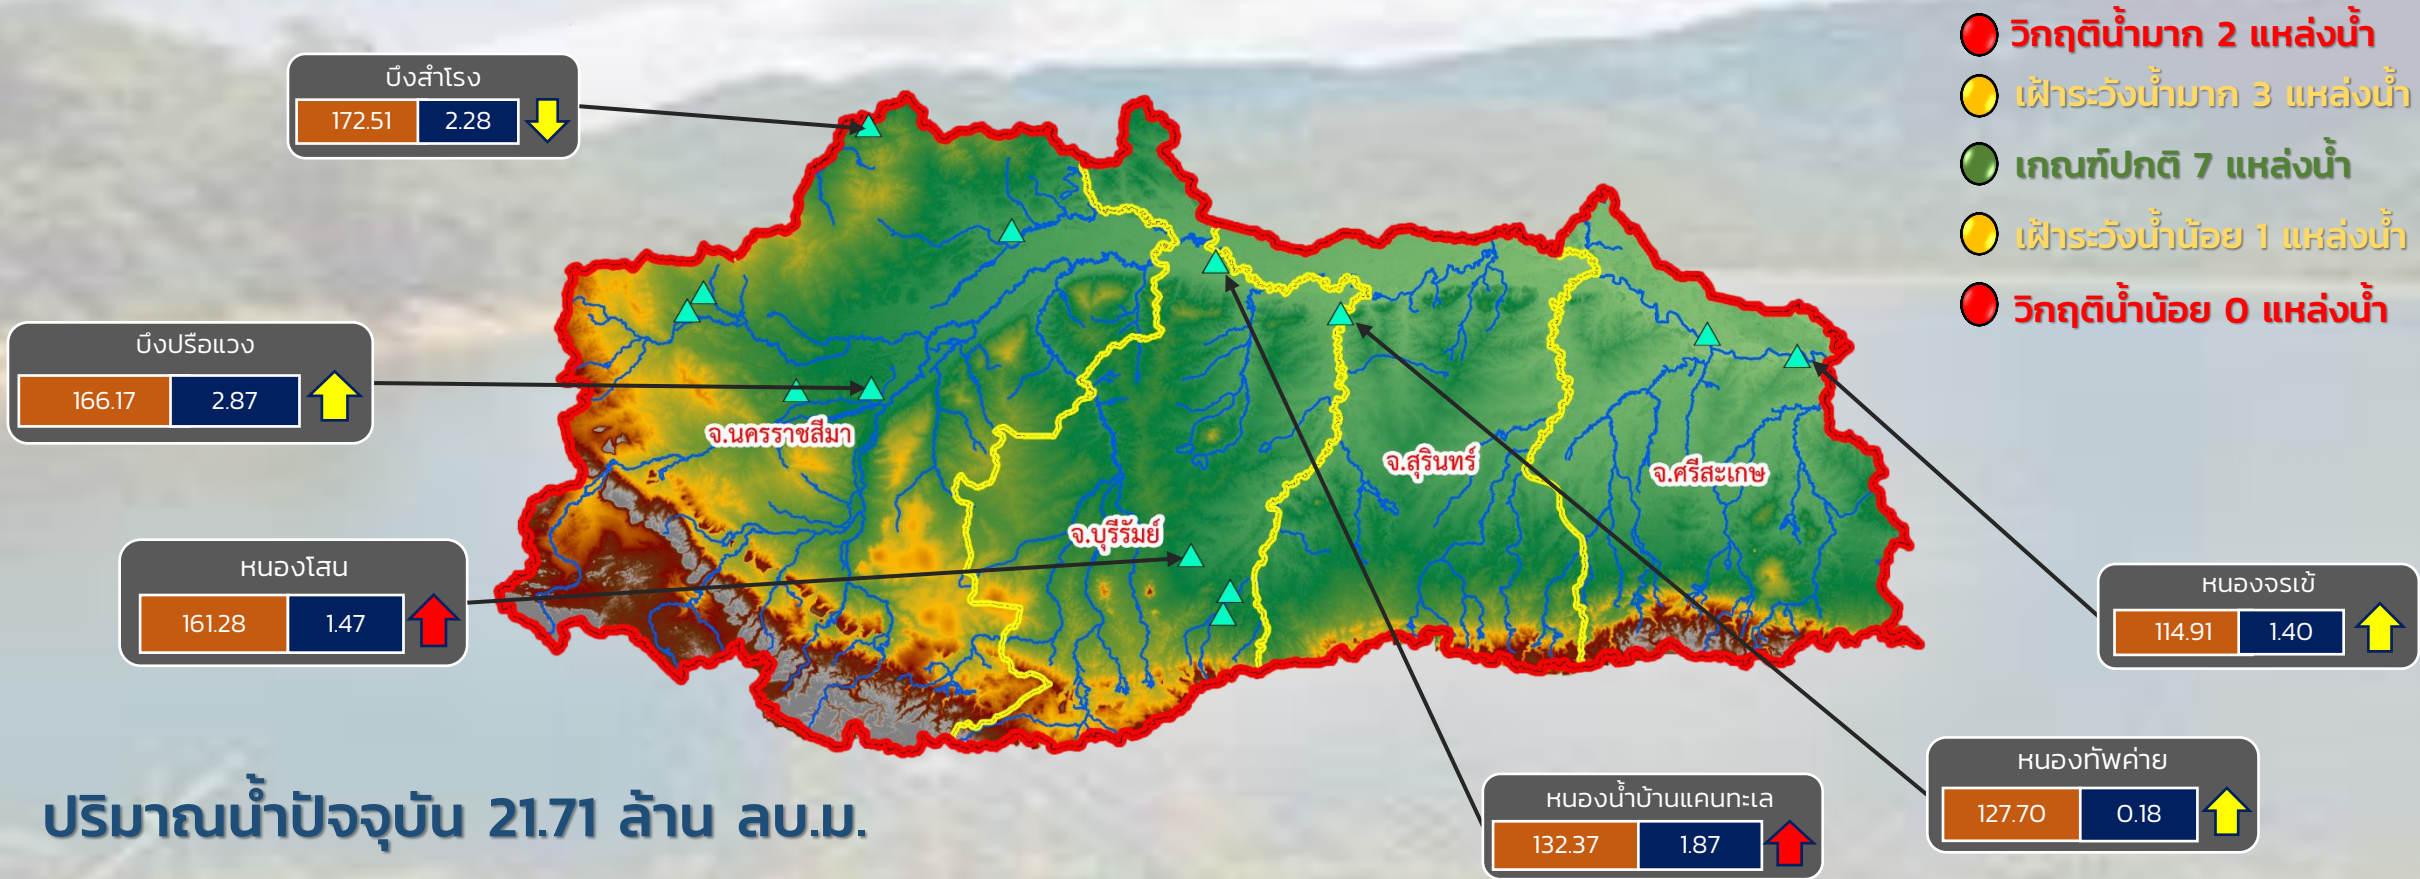 วิกฤติน้ำมาก 2 แหล่งน้ำ
เฝ้าระวังน้ำมาก 3 แหล่งน้ำ
เกณฑ์ปกติ 7 แหล่งน้ำ
เฝ้าระวังน้ำน้อย 1 แหล่งน้ำ
วิกฤติน้ำน้อย 0 แหล่งน้ำ
บึงสำโรง
172.51 2.28
บึงปรือแวง
166.17 2.87
หนองโสน
161.28 1.47
จ.นครราชสีมา
จ.บุรีรัมย์
จ.สุรินทร์
จ.ศรีสะเกษ
หนองจรเข้
114.91 1.40
หนองทัพค่าย
127.70 0.18
หนองน้ำบ้านแคนทะเล
132.37 1.87
ปริมาณน้ำปัจจุบัน 21.71 ล้าน ลบ.ม.